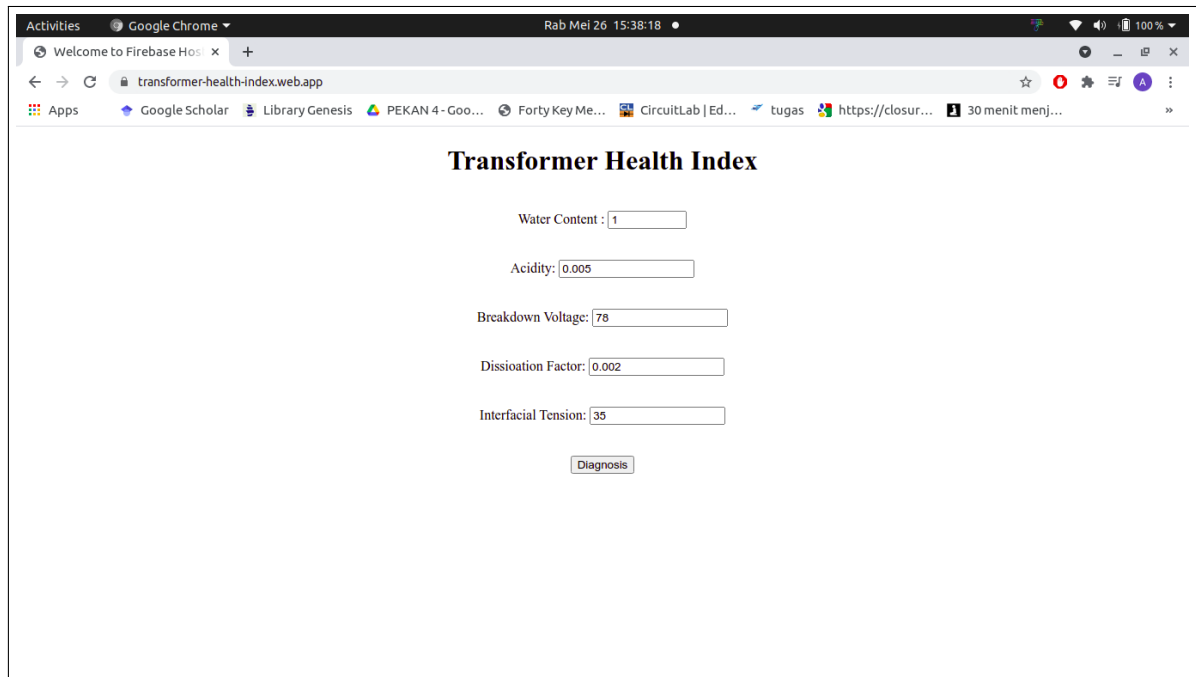 Activities Google Chrome Rab Mei 26 15:38:18 100 %
Welcome to Firebase Hos
transformer-health-index.web.app A
Apps Google Scholar Library Genesis PEKAN 4 - Goo... Forty Key Me... CircuitLab | Ed... tugas https://closur... 30 menit menj... »
Transformer Health Index
Water Content : 1
Acidity: 0.005
Breakdown Voltage: 78
Dissioation Factor: 0.002
Interfacial Tension: 35
Diagnosis